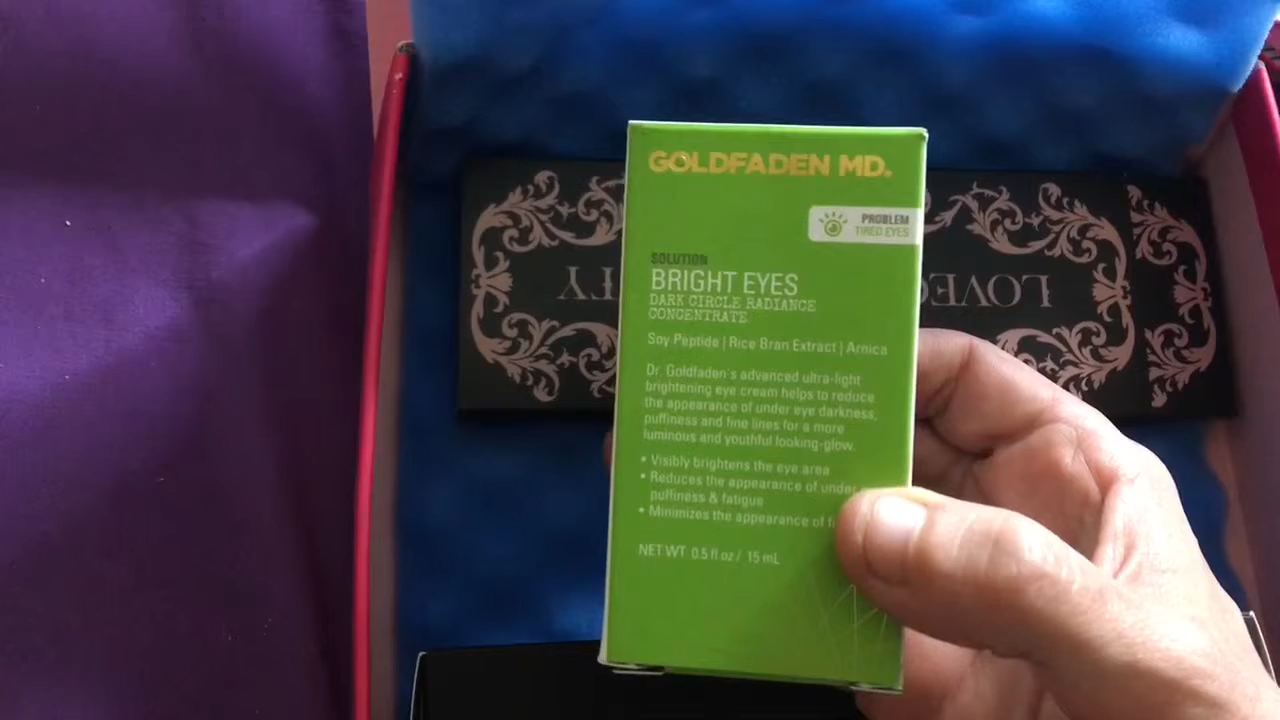 GOLDFADEN MD.
PROBLEM
TIRED EYES
SOLUTION
BRIGHT EYES
DARK CIRCLE RADIANCE
CONCENTRATE
Soy Peptide | Rice Bran Extract | Arnica
Dr. Goldfaden's advanced ultra-light
brightening eye cream helps to reduce
the appearance of under eye darkness,
puffiness and fine lines for a more
luminous and youthful looking-glow.
• Visibly brightens the eye area
• Reduces the appearance of under
puffiness & fatigue
• Minimizes the appearance of
NET WT 0.5 fl oz / 15 mL